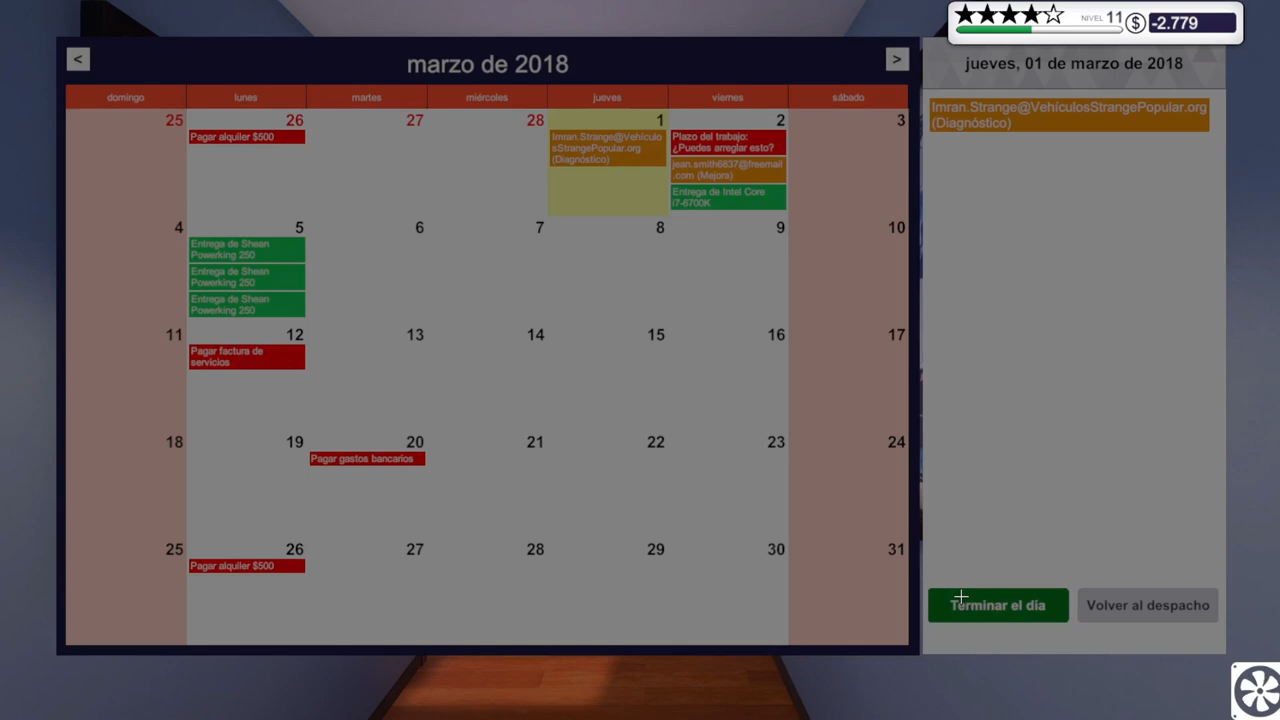 NIVEL 11
$ -2.779
< marzo de 2018 >
jueves, 01 de marzo de 2018
domingo lunes martes miércoles jueves viernes sábado
25 26 27 28 1 2 3
Pagar alquiler $500
Imran.Strange@Vehículo
sStrangePopular.org
(Diagnóstico)
Plazo del trabajo:
¿Puedes arreglar esto?
jean.smith6837@freemail
.com (Mejora)
Entrega de Intel Core
i7-6700K
4 5 6 7 8 9 10
Entrega de Shean
Powerking 250
Entrega de Shean
Powerking 250
Entrega de Shean
Powerking 250
11 12 13 14 15 16 17
Pagar factura de
servicios
18 19 20 21 22 23 24
Pagar gastos bancarios
25 26 27 28 29 30 31
Pagar alquiler $500
Imran.Strange@VehículosStrangePopular.org
(Diagnóstico)
Terminar el día
Volver al despacho